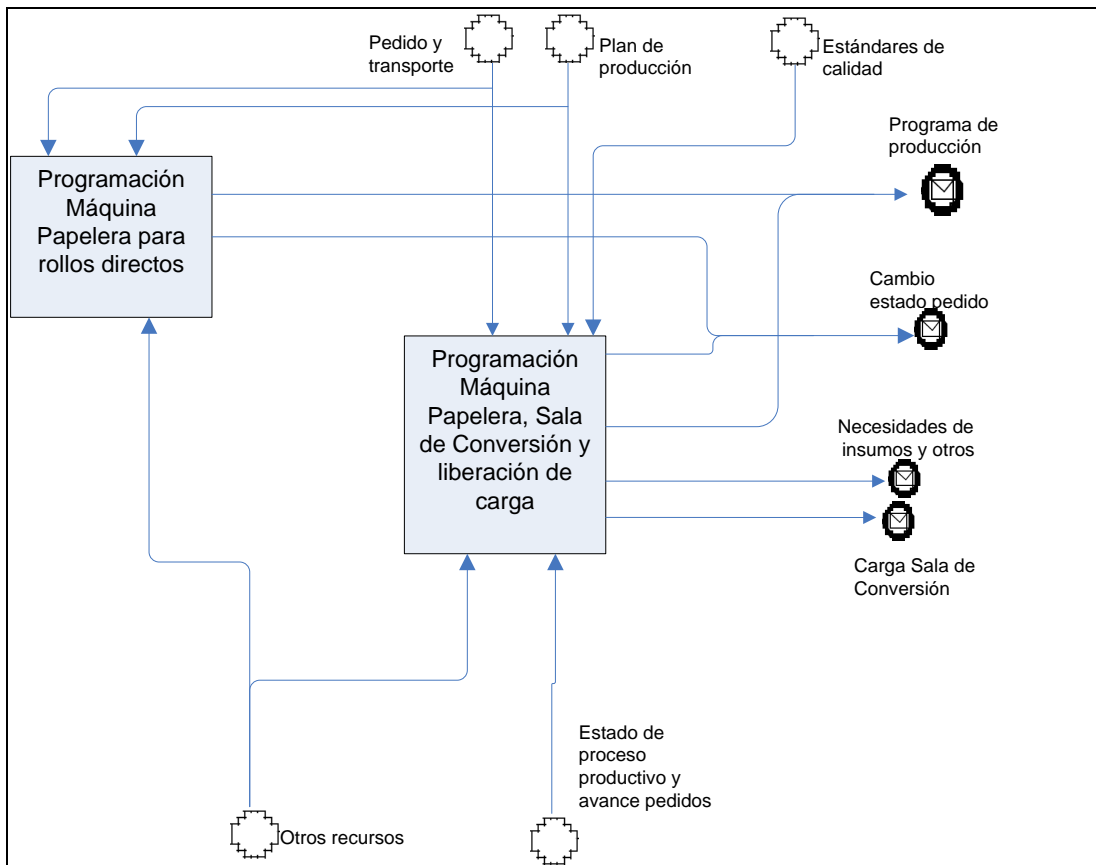 Pedido y
transporte
Plan de
producción
Estándares de
calidad
Programa de
producción
Programación
Máquina
Papelera para
rollos directos
Cambio
estado pedido
Programación
Máquina
Papelera, Sala
de Conversión y
liberación de
carga
Necesidades de
insumos y otros
Carga Sala de
Conversión
Estado de
proceso
productivo y
avance pedidos
Otros recursos